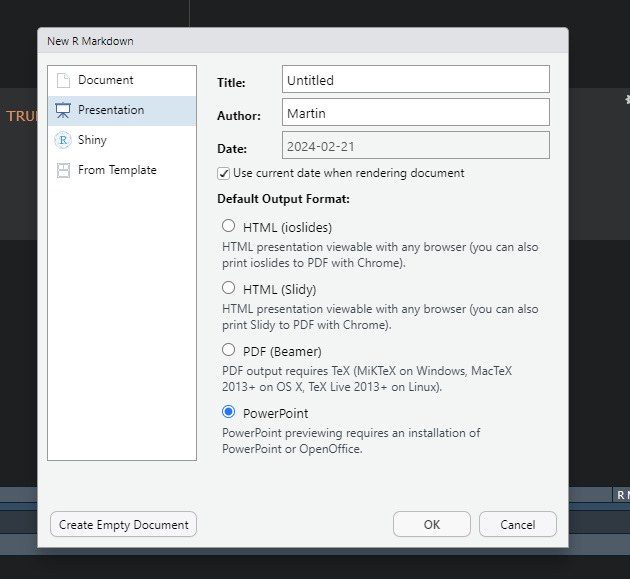 New R Markdown
Document
Presentation
Shiny
From Template
Title:
Untitled
Author:
Martin
Date:
2024-02-21
Use current date when rendering document
Default Output Format:
HTML (ioslides)
HTML presentation viewable with any browser (you can also
print ioslides to PDF with Chrome).
HTML (Slidy)
HTML presentation viewable with any browser (you can also
print Slidy to PDF with Chrome).
PDF (Beamer)
PDF output requires TeX (MiKTeX on Windows, MacTeX
2013+ on OS X, TeX Live 2013+ on Linux).
PowerPoint
PowerPoint previewing requires an installation of
PowerPoint or OpenOffice.
Create Empty Document
OK
Cancel